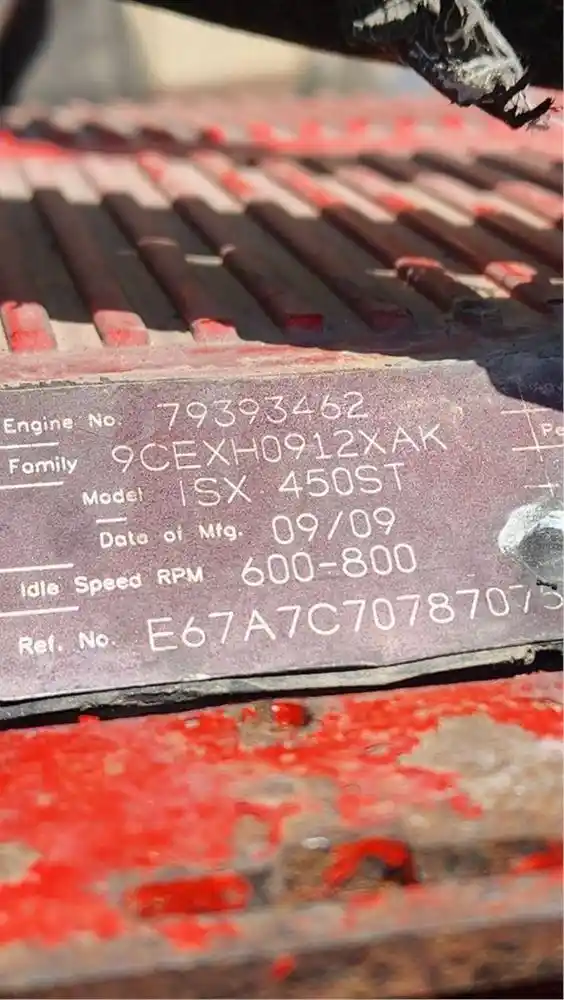 Engine No. 79393462
Family 9CEXH0912XAK
Model ISX 450ST
Date of Mfg. 09/09
Idle Speed RPM 600-800
Ref. No. E67A7C70787075